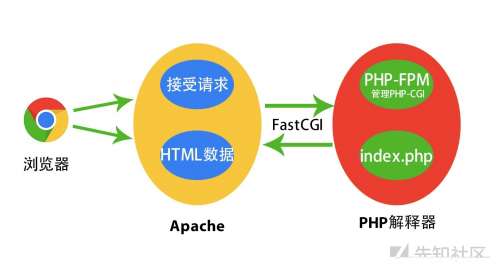 接受请求
PHP-FPM
管理PHP-CGI
FastCGI
HTML数据
index.php
浏览器
Apache
PHP解释器
先知社区